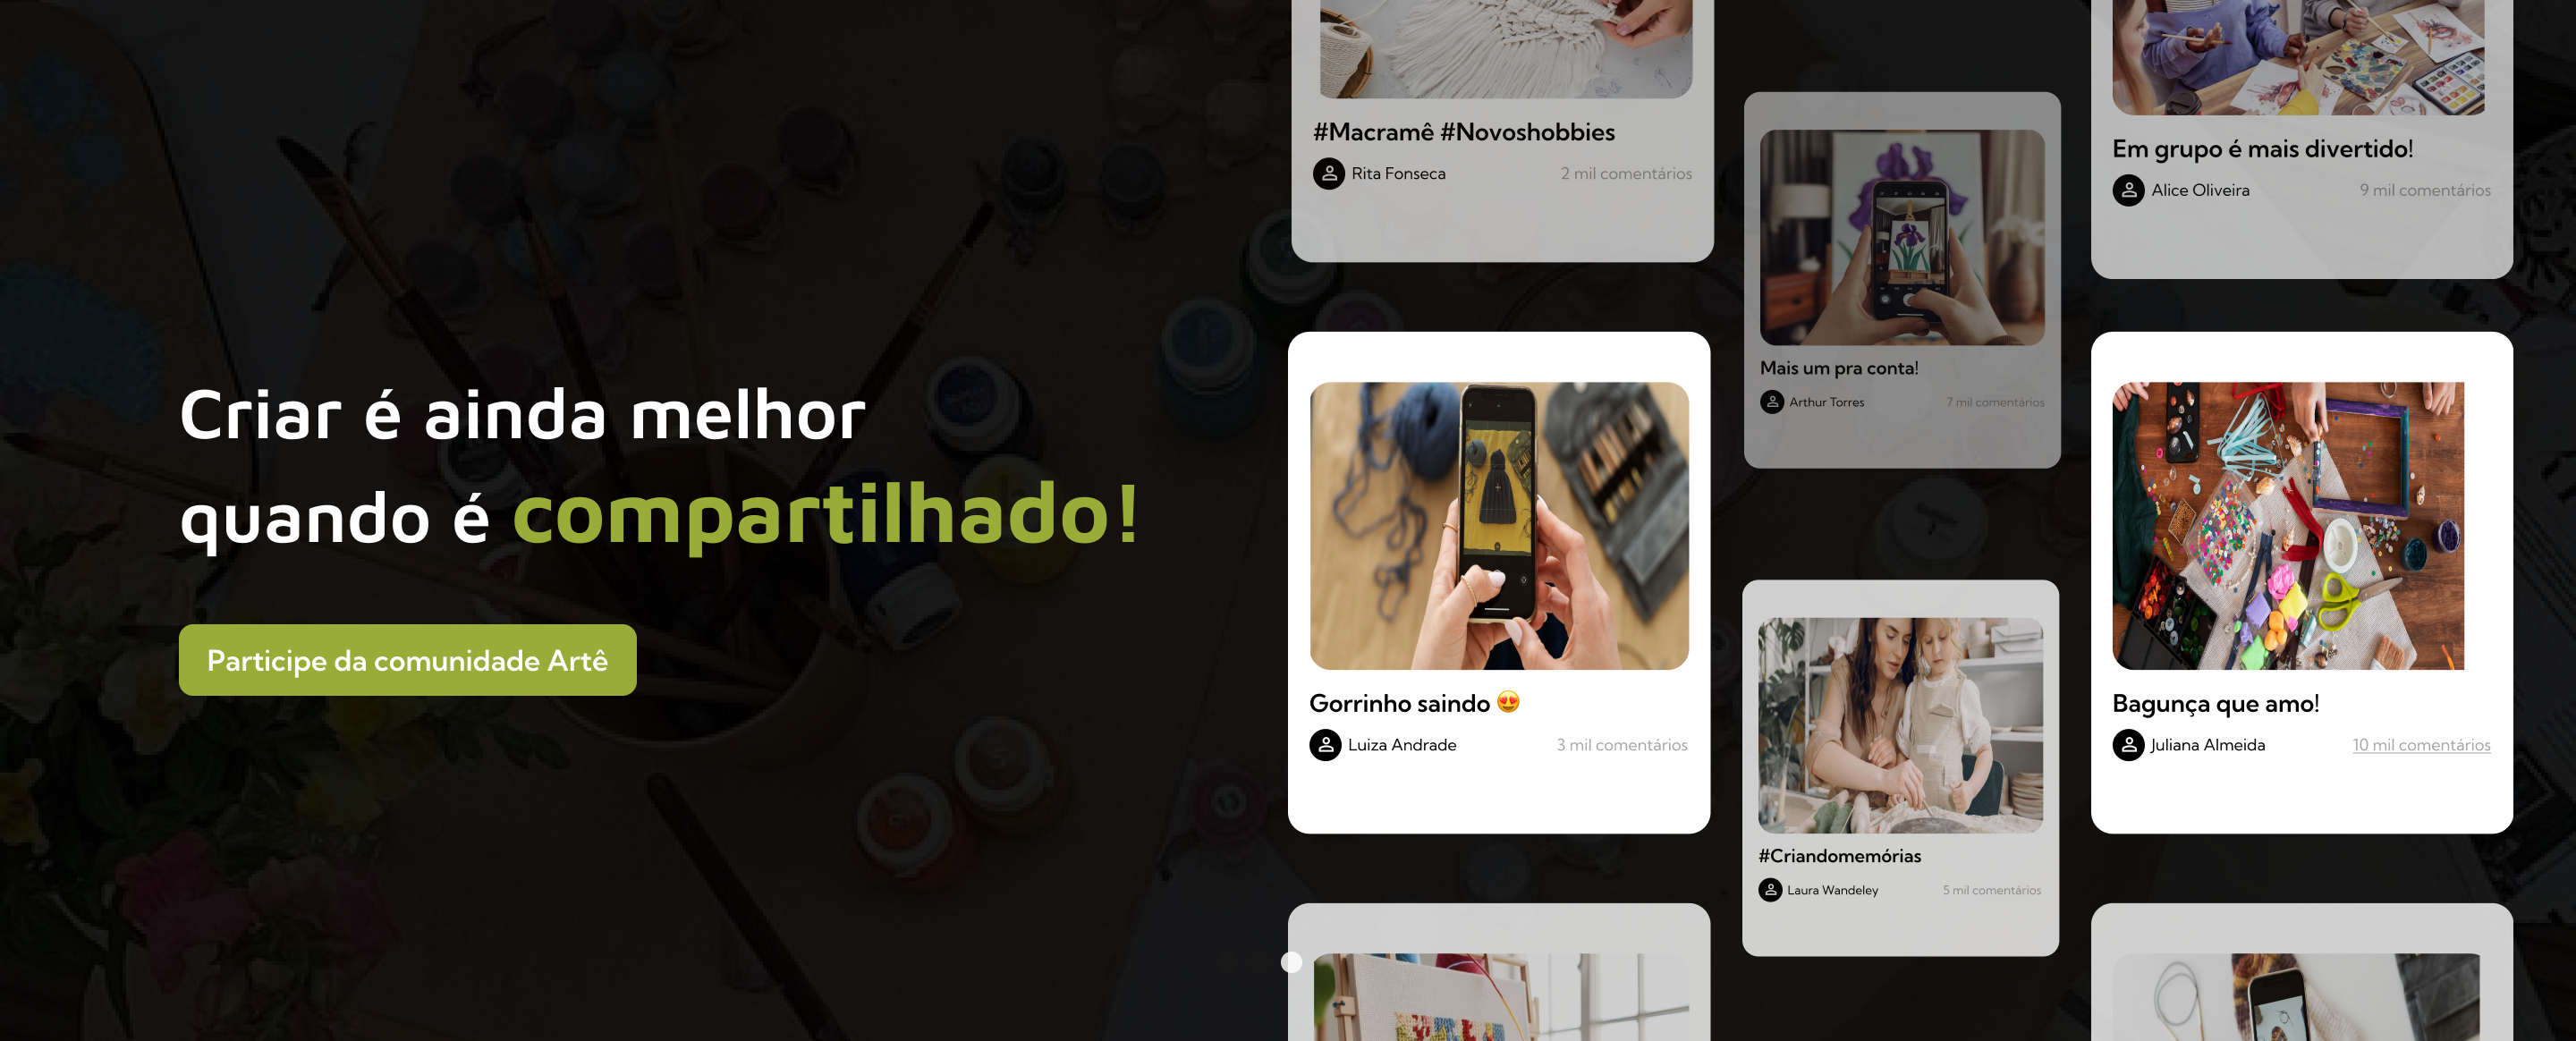 Criar é ainda melhor
quando é compartilhado!
Participe da comunidade Artê
#Macramê #Novoshobbies
Rita Fonseca
2 mil comentários
Gorrinho saindo 😍
Luiza Andrade
3 mil comentários
Mais um pra conta!
Arthur Torres
7 mil comentários
#Criandomemórias
Laura Wandeley
5 mil comentários
Em grupo é mais divertido!
Alice Oliveira
9 mil comentários
Bagunça que amo!
Juliana Almeida
10 mil comentários